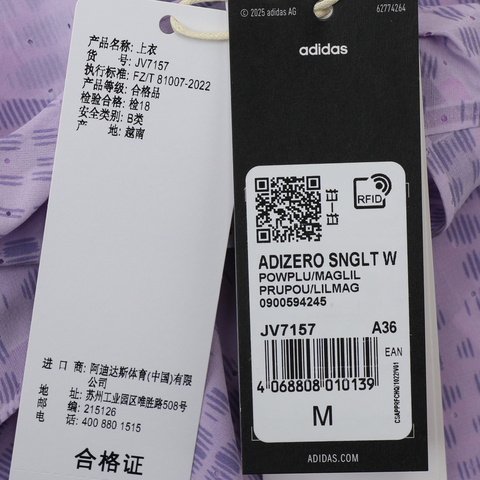 产品名称: 上衣
货 号: JV7157
执行标准: FZ/T 81007-2022
产品等级: 合格品
检验合格: 检18
安全类别: B类
产 地: 越南
进 口 商: 阿迪达斯体育(中国)有限
公司
地 址: 苏州工业园区唯胜路508号
邮 编: 215126
电 话: 400 880 1515
合格证
© 2025 adidas AG 62774264
adidas
RFID
ADIZERO SNGLT W
POWPLU/MAGLIL
PRUPOU/LILMAG
0900594245
JV7157 A36
EAN
4 068808 010139
M
ADIDAS.COM